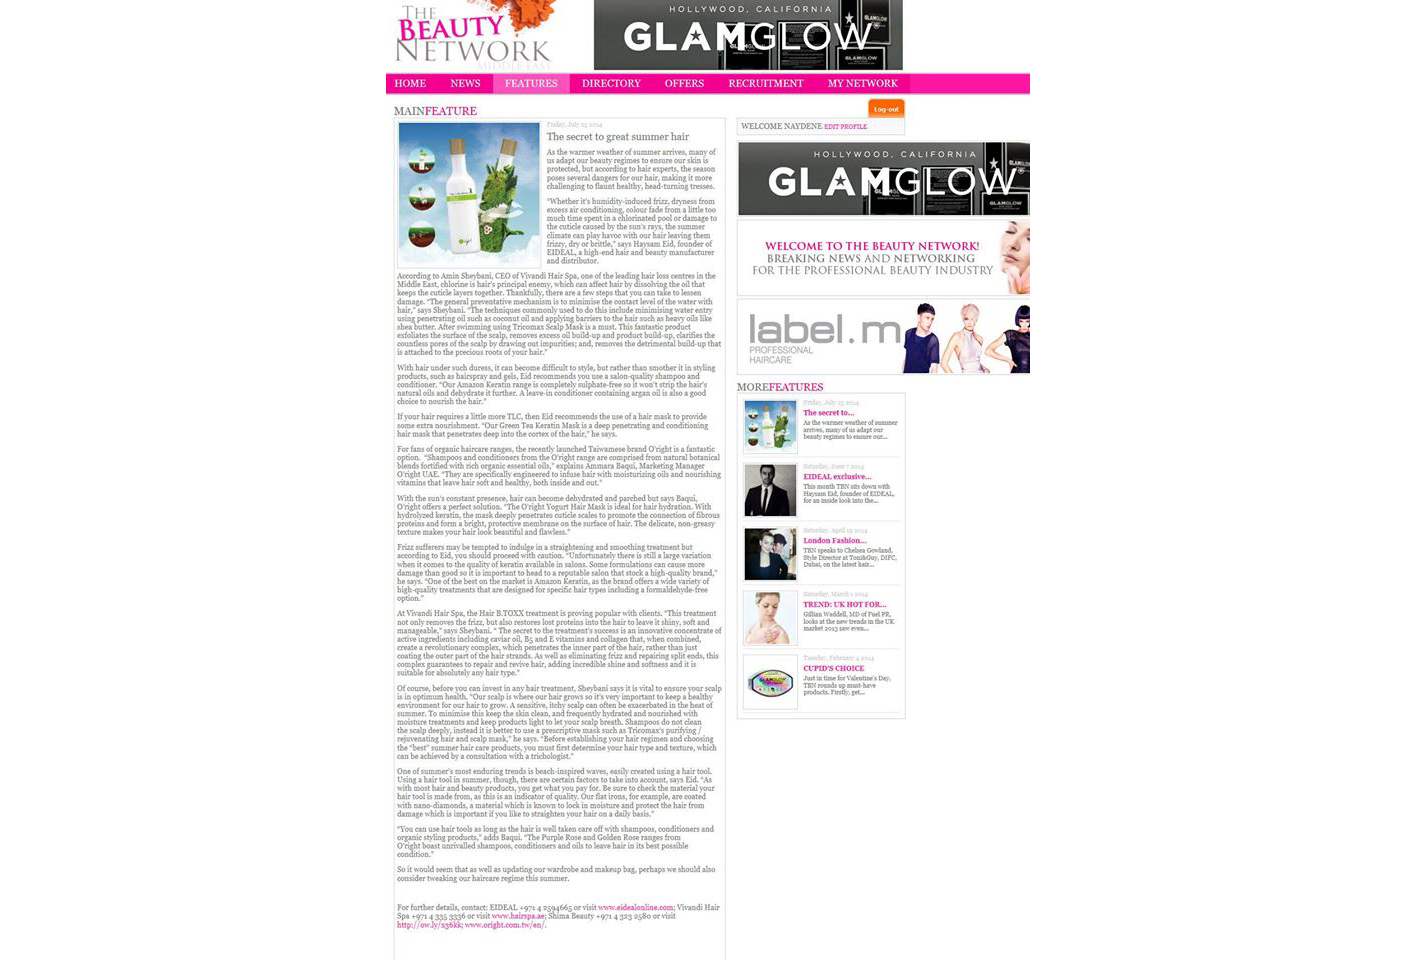 THE
BEAUTY
NETWORK
MIDDLE EAST
HOLLYWOOD, CALIFORNIA
GLAMGLOW
HOME NEWS FEATURES DIRECTORY OFFERS RECRUITMENT MY NETWORK
MAINFEATURE
Friday, July 25 2014
The secret to great summer hair
As the warmer weather of summer arrives, many of
us adapt our beauty regimes to ensure our skin is
protected, but according to hair experts, the season
poses several dangers for our hair, making it more
challenging to flaunt healthy, head-turning tresses.
"Whether it's humidity-induced frizz, dryness from
excess air conditioning, colour fade from a little too
much time spent in a chlorinated pool or damage to
the cuticle caused by the sun's rays, the summer
climate can play havoc with our hair leaving them
frizzy, dry or brittle," says Haysam Eid, founder of
EIDEAL, a high-end hair and beauty manufacturer
and distributor.
According to Amin Sheybani, CEO of Vivandi Hair Spa, one of the leading hair loss centres in the
Middle East, chlorine is hair's principal enemy, which can affect hair by dissolving the oil that
keeps the cuticle layers together. Thankfully, there are a few steps that you can take to lessen
damage. "The general preventative mechanism is to minimise the contact level of the water with
hair," says Sheybani. "The techniques commonly used to do this include minimising water entry
using penetrating oil such as coconut oil and applying barriers to the hair such as heavy oils like
shea butter. After swimming using Tricomax Scalp Mask is a must. This fantastic product
exfoliates the surface of the scalp, removes excess oil build-up and product build-up, clarifies the
countless pores of the scalp by drawing out impurities; and, removes the detrimental build-up that
is attached to the precious roots of your hair."
With hair under such duress, it can become difficult to style, but rather than smother it in styling
products, such as hairspray and gels, Eid recommends you use a salon-quality shampoo and
conditioner. "Our Amazon Keratin range is completely sulphate-free so it won't strip the hair's
natural oils and dehydrate it further. A leave-in conditioner containing argan oil is also a good
choice to nourish the hair."
If your hair requires a little more TLC, then Eid recommends the use of a hair mask to provide
some extra nourishment. "Our Green Tea Keratin Mask is a deep penetrating and conditioning
hair mask that penetrates deep into the cortex of the hair," he says.
For fans of organic haircare ranges, the recently launched Taiwanese brand O'right is a fantastic
option. "Shampoos and conditioners from the O'right range are comprised from natural botanical
blends fortified with rich organic essential oils," explains Ammara Baqui, Marketing Manager
O'right UAE. "They are specifically engineered to infuse hair with moisturizing oils and nourishing
vitamins that leave hair soft and healthy, both inside and out."
With the sun's constant presence, hair can become dehydrated and parched but says Baqui,
O'right offers a perfect solution. "The O'right Yogurt Hair Mask is ideal for hair hydration. With
hydrolyzed keratin, the mask deeply penetrates cuticle scales to promote the connection of fibrous
proteins and form a bright, protective membrane on the surface of hair. The delicate, non-greasy
texture makes your hair look beautiful and flawless."
Frizz sufferers may be tempted to indulge in a straightening and smoothing treatment but
according to Eid, you should proceed with caution. "Unfortunately there is still a large variation
when it comes to the quality of keratin available in salons. Some formulations can cause more
damage than good so it is important to head to a reputable salon that stock a high-quality brand,"
he says. "One of the best on the market is Amazon Keratin, as the brand offers a wide variety of
high-quality treatments that are designed for specific hair types including a formaldehyde-free
option."
At Vivandi Hair Spa, the Hair B.TOXX treatment is proving popular with clients. "This treatment
not only removes the frizz, but also restores lost proteins into the hair to leave it shiny, soft and
manageable," says Sheybani. " The secret to the treatment's success is an innovative concentrate of
active ingredients including caviar oil, B5 and E vitamins and collagen that, when combined,
create a revolutionary complex, which penetrates the inner part of the hair, rather than just
coating the outer part of the hair strands. As well as eliminating frizz and repairing split ends, this
complex guarantees to repair and revive hair, adding incredible shine and softness and it is
suitable for absolutely any hair type."
Of course, before you can invest in any hair treatment, Sheybani says it is vital to ensure your scalp
is in optimum health. "Our scalp is where our hair grows so it's very important to keep a healthy
environment for our hair to grow. A sensitive, itchy scalp can often be exacerbated in the heat of
summer. To minimise this keep the skin clean, and frequently hydrated and nourished with
moisture treatments and keep products light to let your scalp breath. Shampoos do not clean
the scalp deeply, instead it is better to use a prescriptive mask such as Tricomax's purifying /
rejuvenating hair and scalp mask," he says. "Before establishing your hair regimen and choosing
the "best" summer hair care products, you must first determine your hair type and texture, which
can be achieved by a consultation with a trichologist."
One of summer's most enduring trends is beach-inspired waves, easily created using a hair tool.
Using a hair tool in summer, though, there are certain factors to take into account, says Eid. "As
with most hair and beauty products, you get what you pay for. Be sure to check the material your
hair tool is made from, as this is an indicator of quality. Our flat irons, for example, are coated
with nano-diamonds, a material which is known to lock in moisture and protect the hair from
damage which is important if you like to straighten your hair on a daily basis."
"You can use hair tools as long as the hair is well taken care off with shampoos, conditioners and
organic styling products," adds Baqui. "The Purple Rose and Golden Rose ranges from
O'right boast unrivalled shampoos, conditioners and oils to leave hair in its best possible
condition."
So it would seem that as well as updating our wardrobe and makeup bag, perhaps we should also
consider tweaking our haircare regime this summer.
For further details, contact: EIDEAL +971 4 2594665 or visit www.eidealonline.com; Vivandi Hair
Spa +971 4 335 3336 or visit www.hairspa.ae; Shima Beauty +971 4 323 2580 or visit
http://ow.ly/x36kk; www.oright.com.tw/en/.
Log-out
WELCOME NAYDENE EDIT PROFILE
HOLLYWOOD, CALIFORNIA
GLAMGLOW
WELCOME TO THE BEAUTY NETWORK!
BREAKING NEWS AND NETWORKING
FOR THE PROFESSIONAL BEAUTY INDUSTRY
label.m
PROFESSIONAL
HAIRCARE
MOREFEATURES
Friday, July 25 2014
The secret to...
As the warmer weather of summer
arrives, many of us adapt our
beauty regimes to ensure our...
Saturday, June 7 2014
EIDEAL exclusive...
This month TBN sits down with
Haysam Eid, founder of EIDEAL,
for an inside look into the...
Saturday, April 12 2014
London Fashion...
TBN speaks to Chelsea Gowland,
Style Director at Toni&Guy, DIFC,
Dubai, on the latest hair...
Saturday, March 1 2014
TREND: UK HOT FOR...
Gillian Waddell, MD of Fuel PR,
looks at the new trends in the UK
market 2013 saw even...
Tuesday, February 4 2014
CUPID'S CHOICE
Just in time for Valentine's Day,
TBN rounds up must-have
products. Firstly, get...